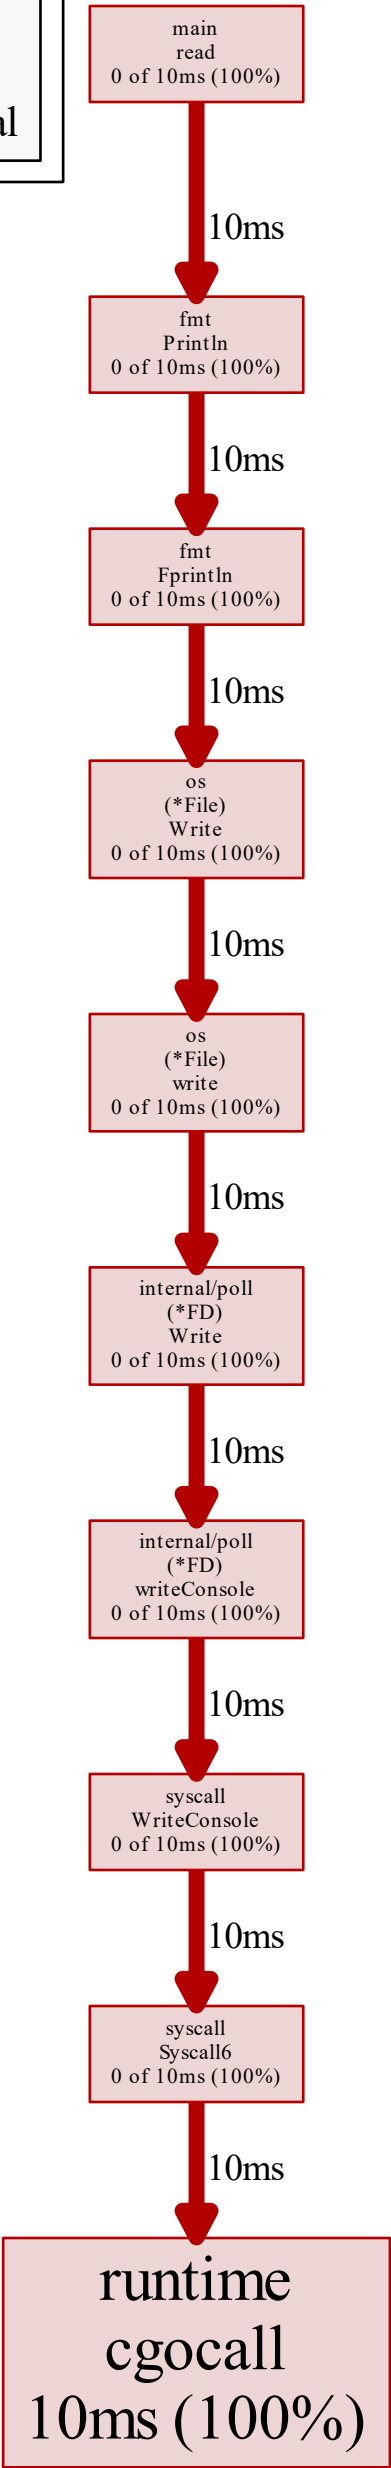 al
main
read
0 of 10ms (100%)
10ms
fmt
Println
0 of 10ms (100%)
10ms
fmt
Fprintln
0 of 10ms (100%)
10ms
os
(*File)
Write
0 of 10ms (100%)
10ms
os
(*File)
write
0 of 10ms (100%)
10ms
internal/poll
(*FD)
Write
0 of 10ms (100%)
10ms
internal/poll
(*FD)
writeConsole
0 of 10ms (100%)
10ms
syscall
WriteConsole
0 of 10ms (100%)
10ms
syscall
Syscall6
0 of 10ms (100%)
10ms
runtime
cgocall
10ms (100%)